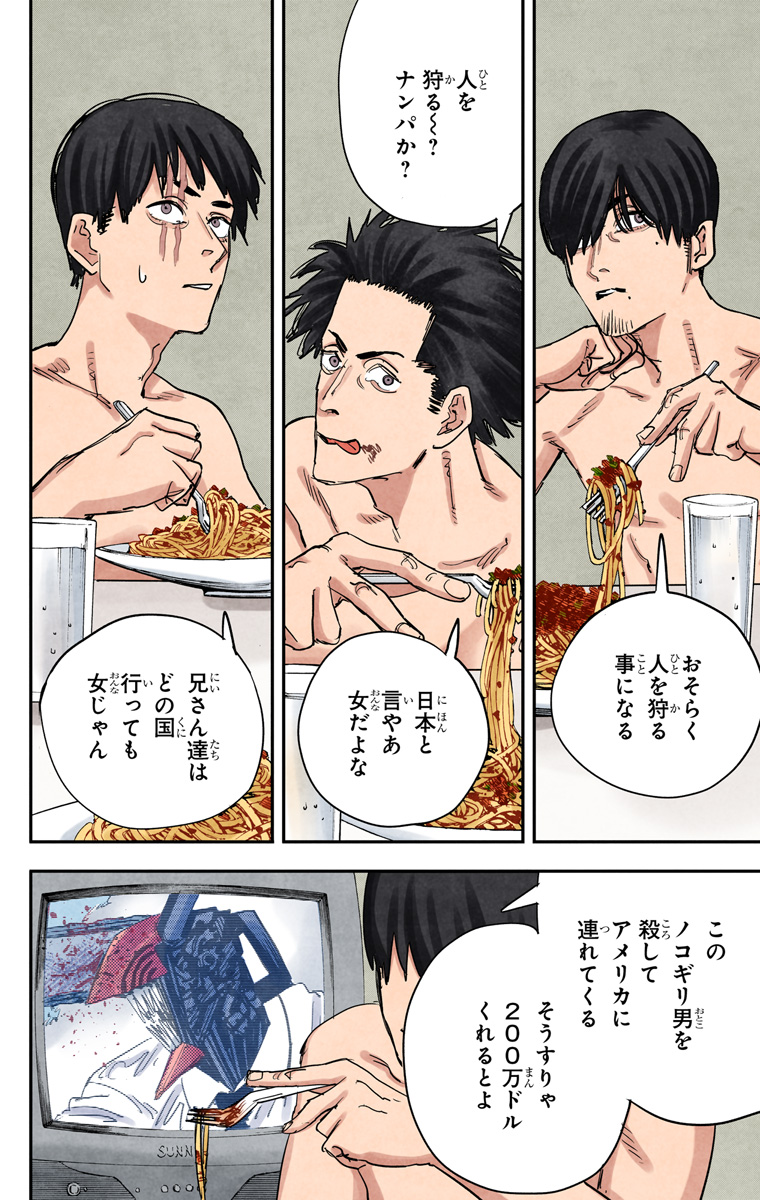 おそらく
人を狩る
事になる
人を
狩る～？
ナンパか？
日本と
言やあ
女だよな
兄さん達は
どの国
行っても
女じゃん
この
ノコギリ男を
殺して
アメリカに
連れてくる
そうすりゃ
200万ドル
くれるとよ
SUNN